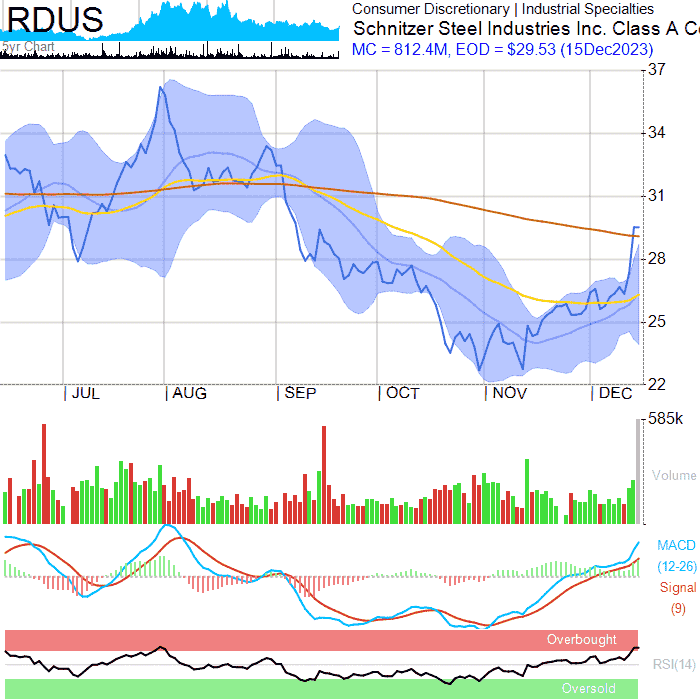 RDUS
5yr Chart
Consumer Discretionary | Industrial Specialties
Schnitzer Steel Industries Inc. Class A C
MC = 812.4M, EOD = $29.53 (15Dec2023)
37
34
31
28
25
22
JUL
AUG
SEP
OCT
NOV
DEC
585k
Volume
MACD
(12-26)
Signal
(9)
Overbought
RSI(14)
Oversold